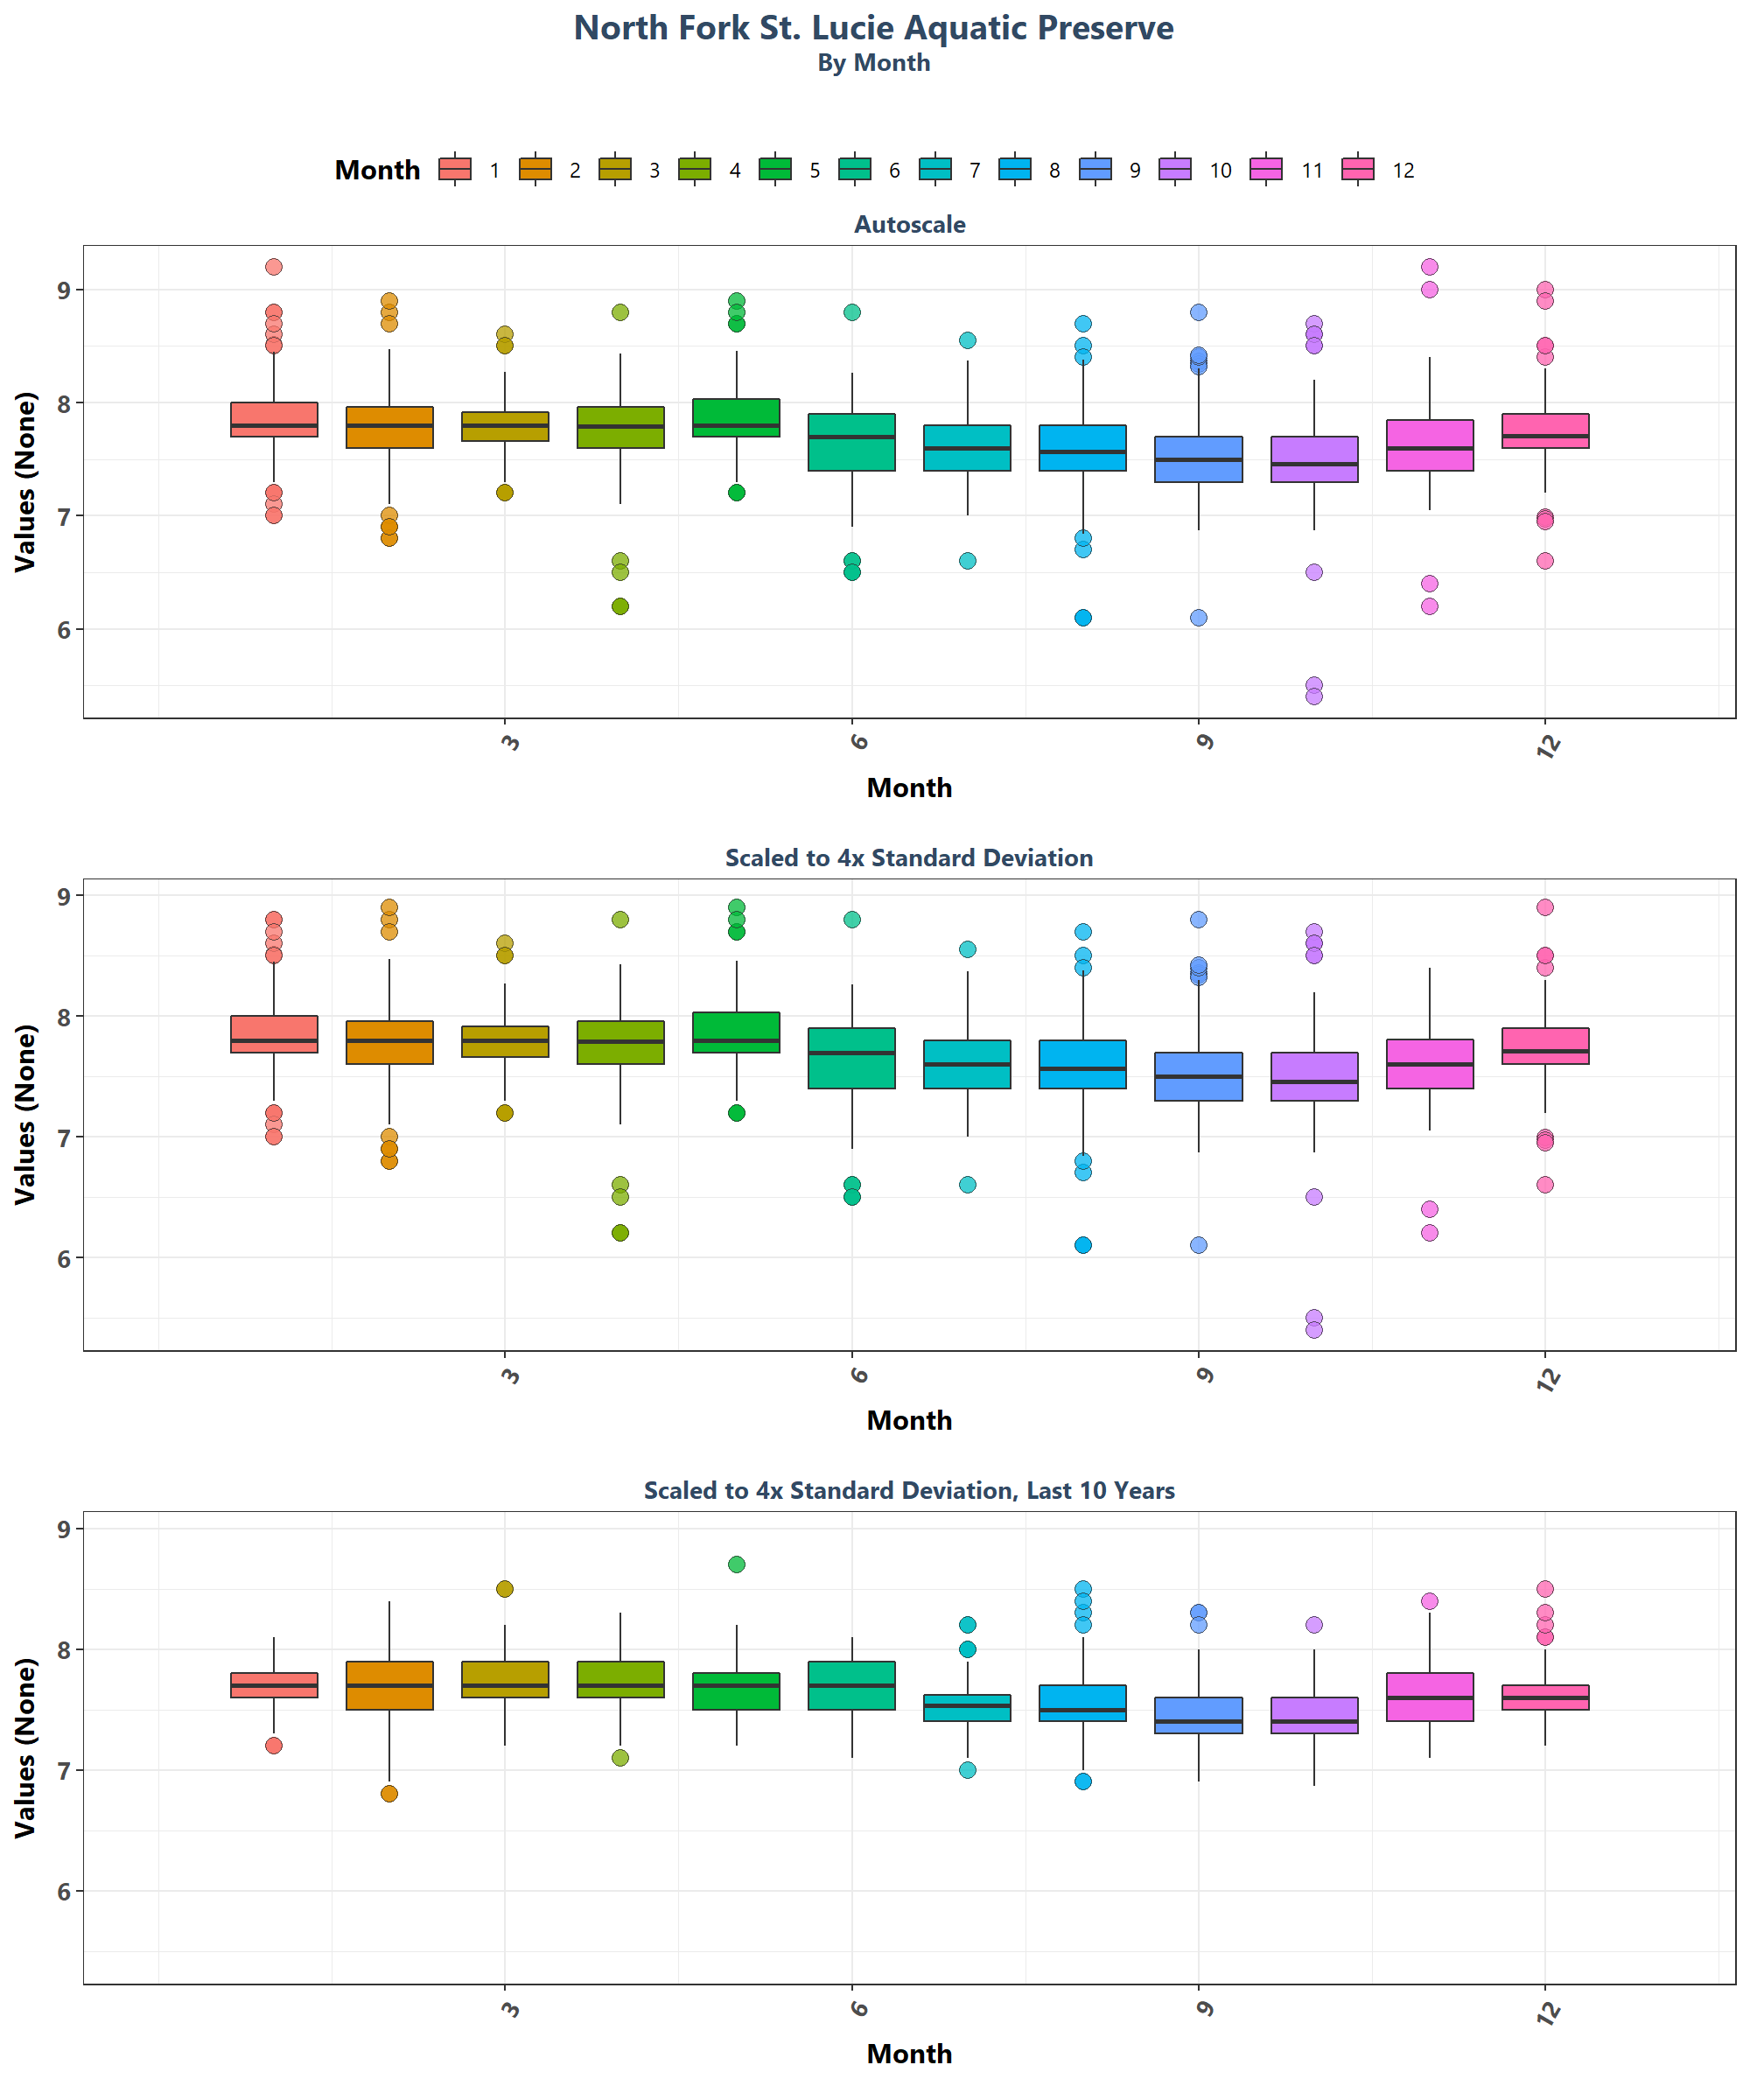 North Fork St. Lucie Aquatic Preserve
By Month
Month 1 2 3 4 5 6 7 8 9 10 11 12
Autoscale
Values (None)
9
8
7
6
3 6 9 12
Month
Scaled to 4x Standard Deviation
Values (None)
9
8
7
6
3 6 9 12
Month
Scaled to 4x Standard Deviation, Last 10 Years
Values (None)
9
8
7
6
3 6 9 12
Month